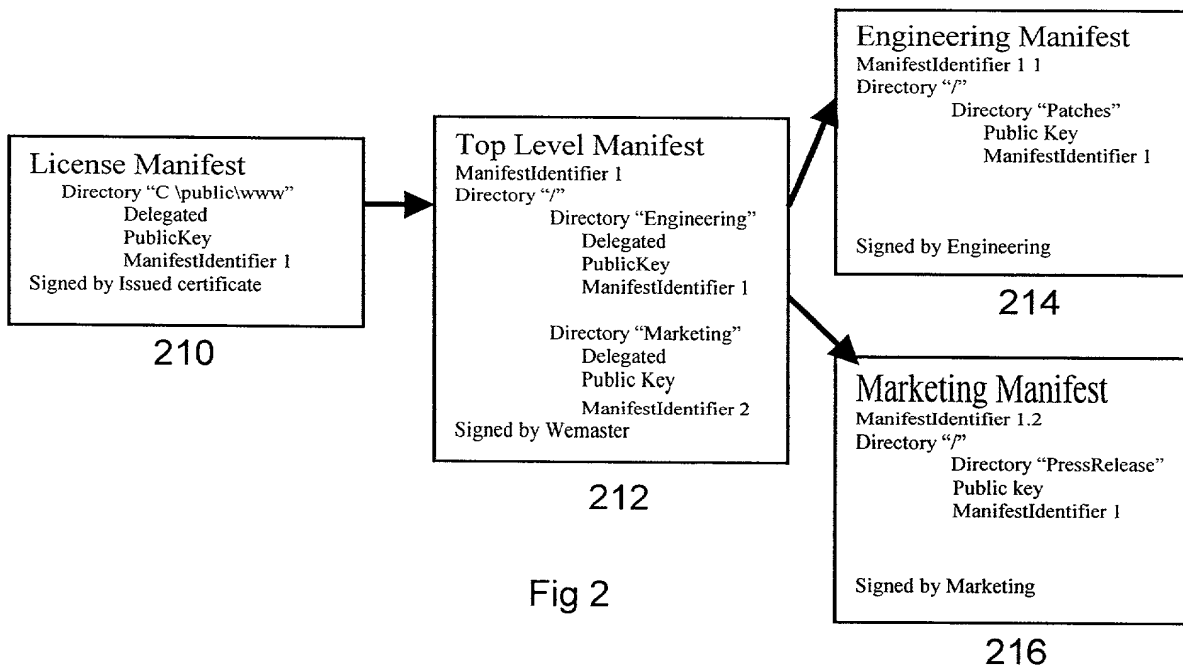 License Manifest
Directory “C \public\www”
Delegated
PublicKey
ManifestIdentifier 1
Signed by Issued certificate
210
Top Level Manifest
ManifestIdentifier 1
Directory “/”
Directory “Engineering”
Delegated
PublicKey
ManifestIdentifier 1
Directory “Marketing”
Delegated
Public Key
ManifestIdentifier 2
Signed by Wemaster
212
Engineering Manifest
ManifestIdentifier 1 1
Directory “/”
Directory “Patches”
Public Key
ManifestIdentifier 1
Signed by Engineering
214
Marketing Manifest
ManifestIdentifier 1.2
Directory “/”
Directory “PressRelease”
Public key
ManifestIdentifier 1
Signed by Marketing
216
Fig 2